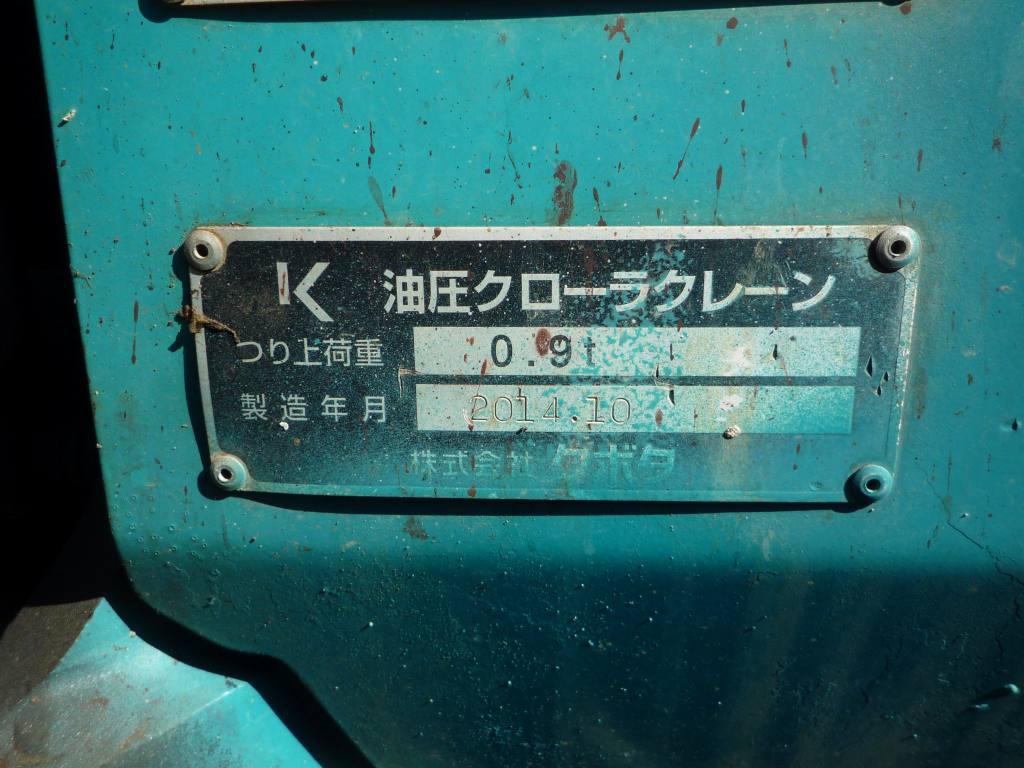 K 油圧クローラクレーン
つり上荷重 0.9t
製造年月 2014.10
株式会社 クボタ